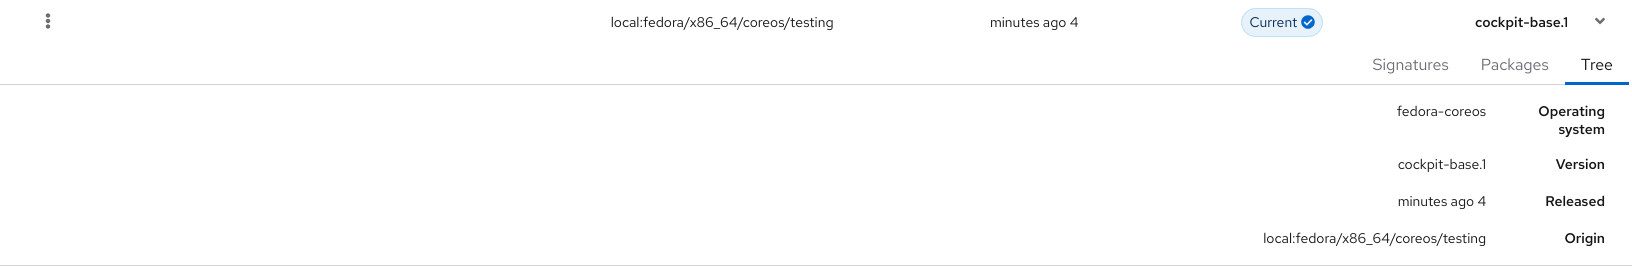 cockpit-base.1 Current minutes ago 4 local:fedora/x86_64/coreos/testing
Tree Packages Signatures
Operating system fedora-coreos
Version cockpit-base.1
Released minutes ago 4
Origin local:fedora/x86_64/coreos/testing